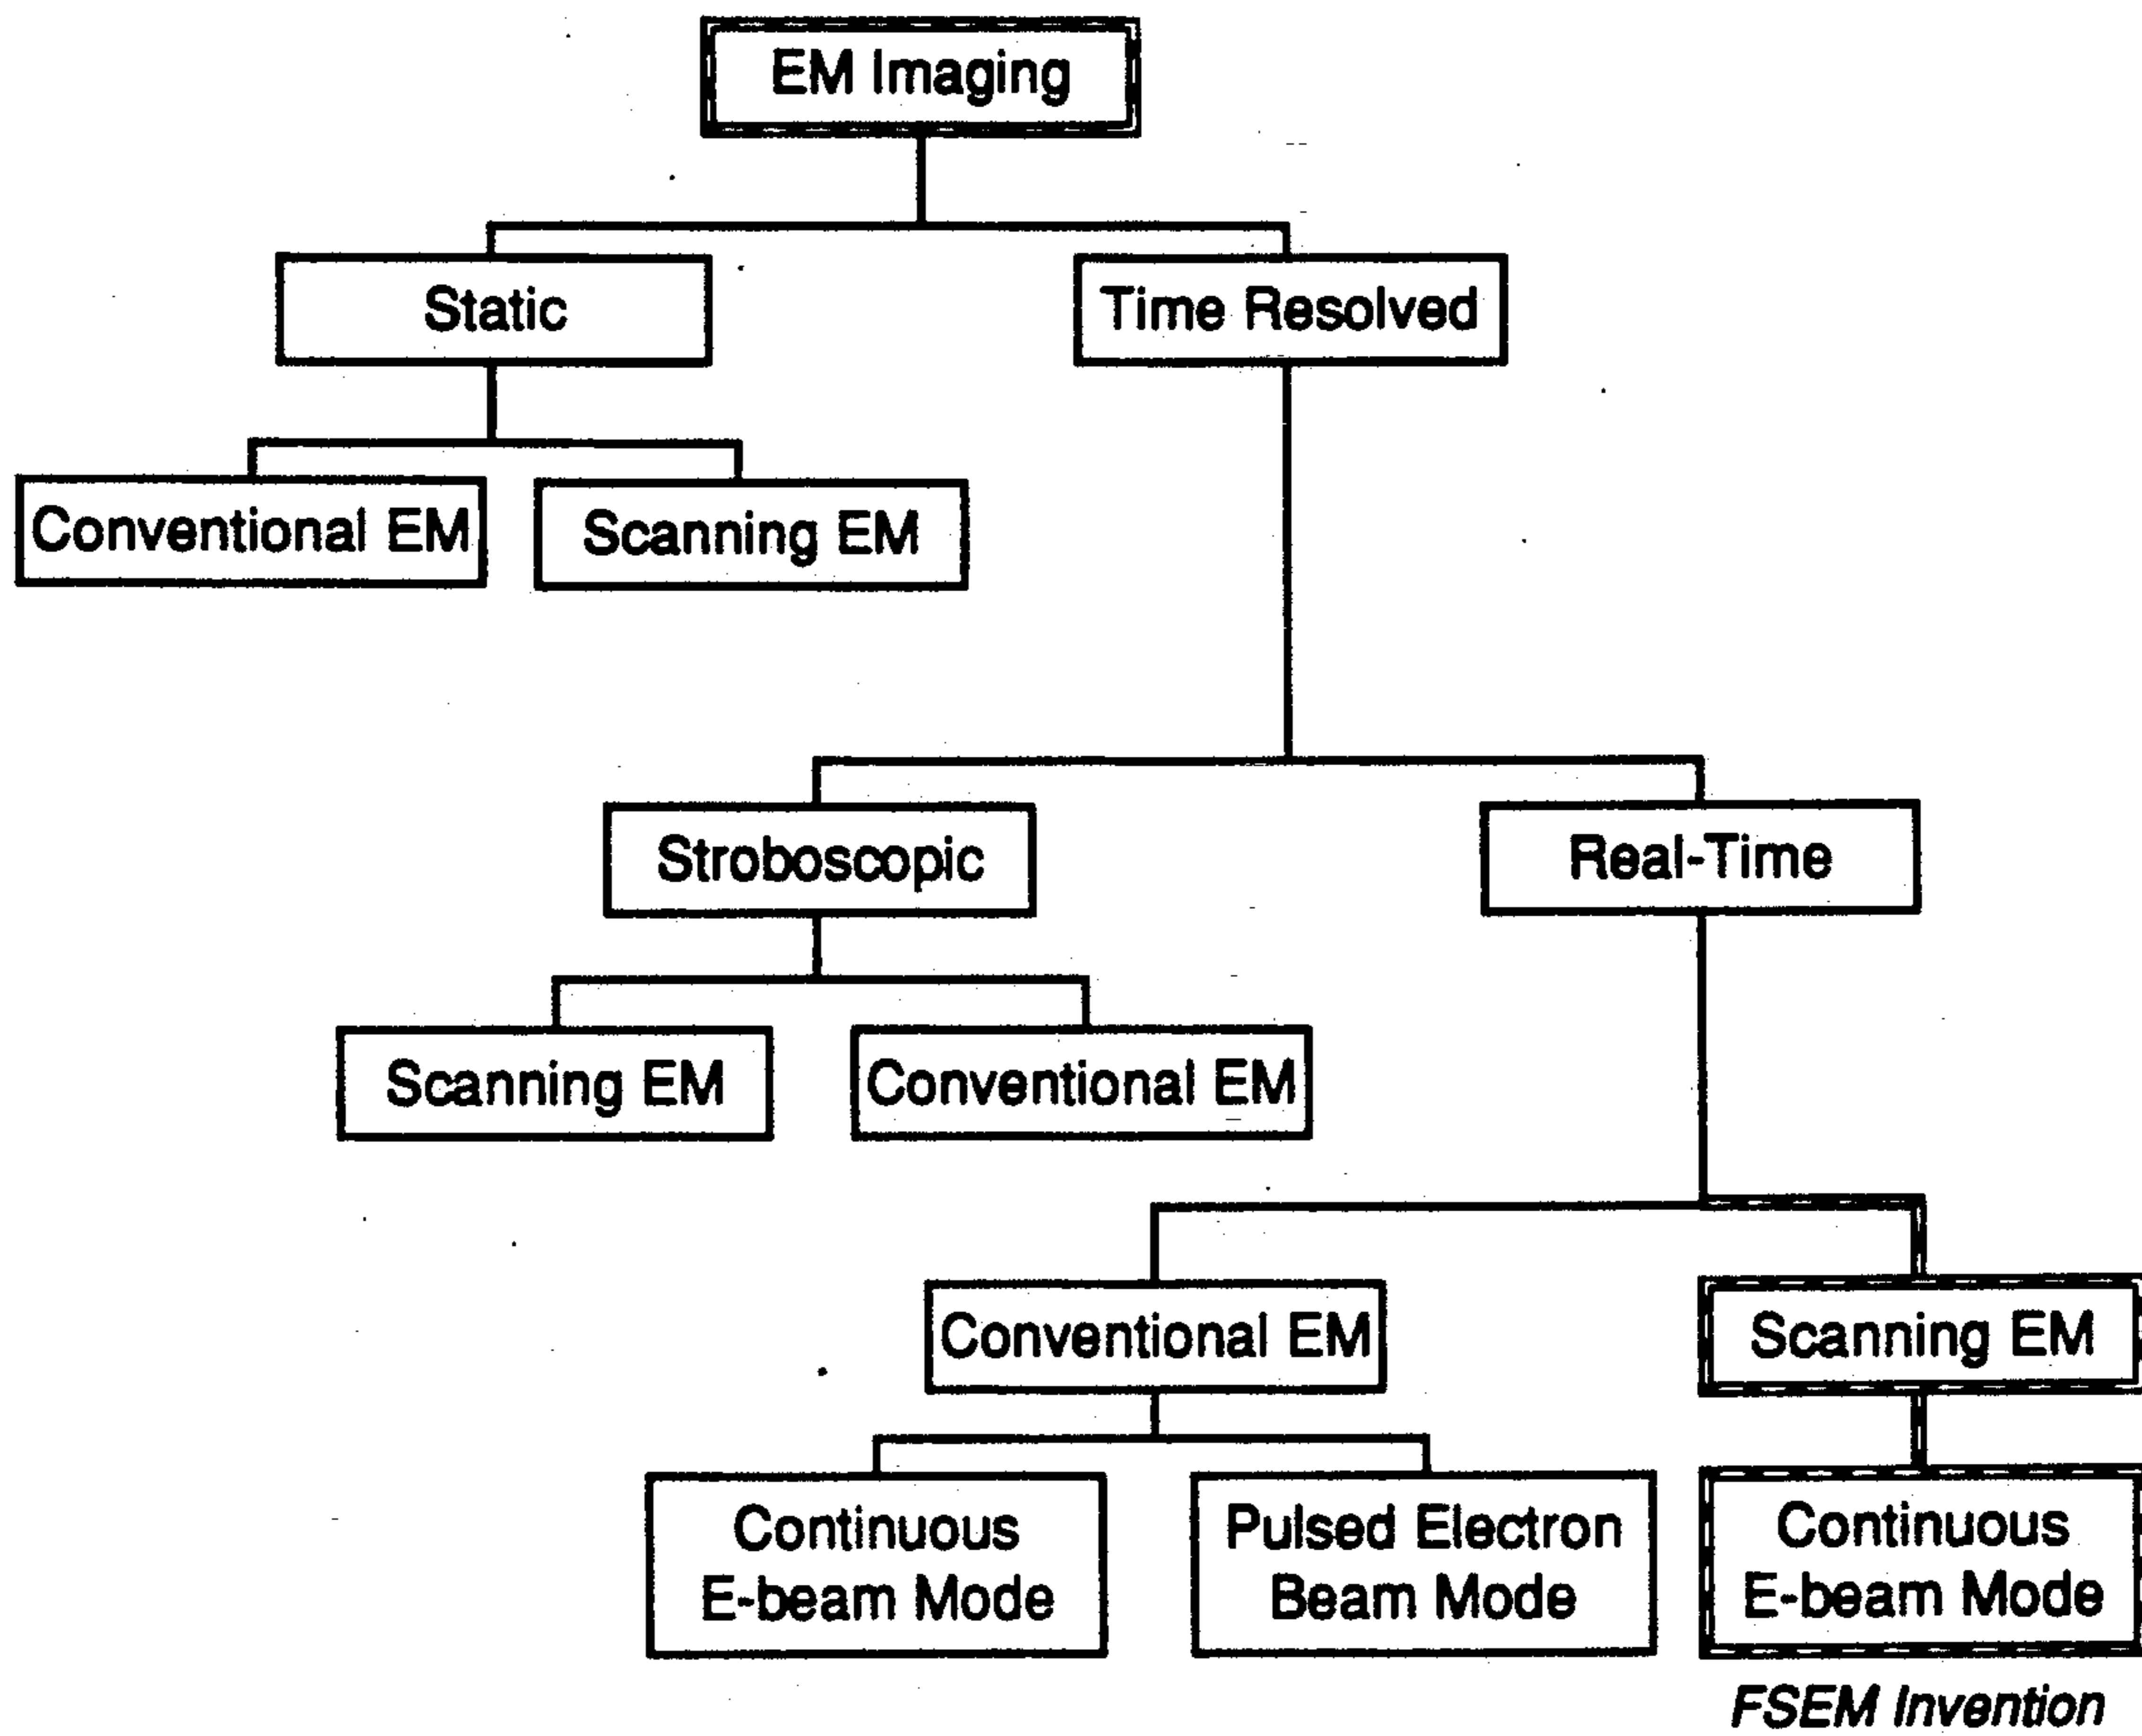 EM Imaging
Static
Time Resolved
Conventional EM
Scanning EM
Stroboscopic
Real-Time
Scanning EM
Conventional EM
Conventional EM
Scanning EM
Continuous
E-beam Mode
Pulsed Electron
Beam Mode
Continuous
E-beam Mode
FSEM Invention